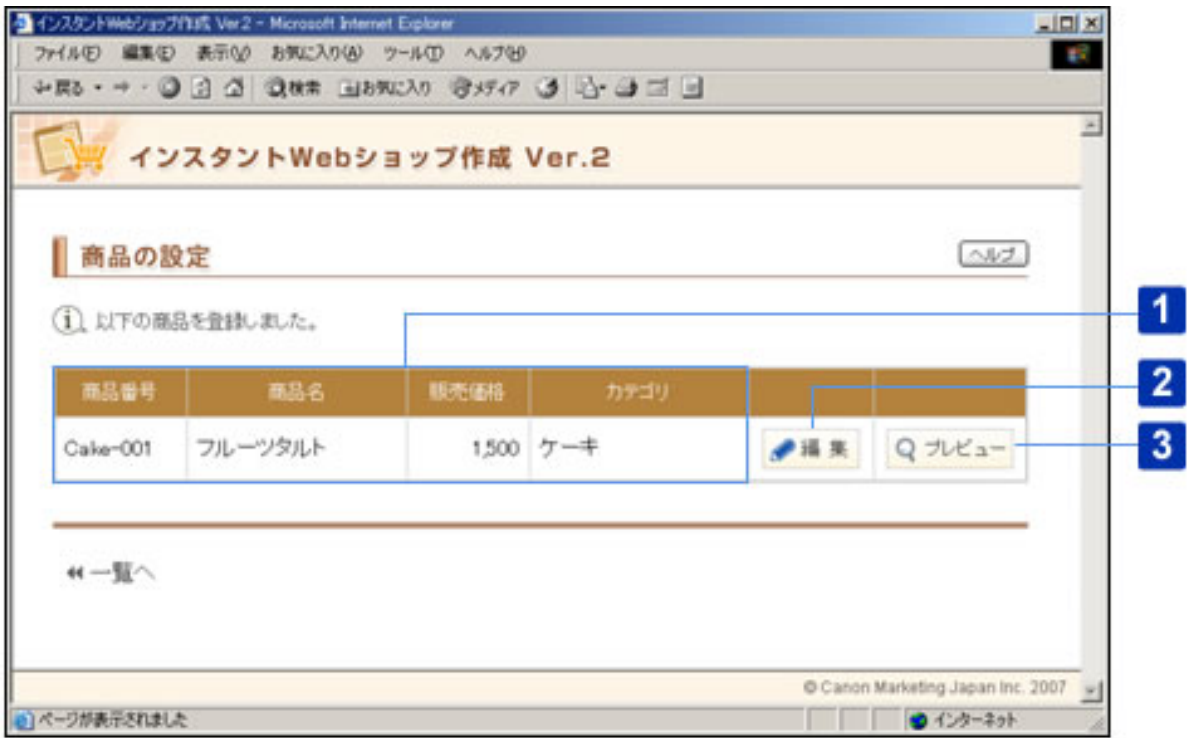 インスタントWebショップ作成 Ver.2 - Microsoft Internet Explorer
ファイル(F) 編集(E) 表示(V) お気に入り(A) ツール(T) ヘルプ(H)
戻る 検索 お気に入り メディア
インスタントWebショップ作成 Ver.2
商品の設定 ヘルプ
以下の商品を登録しました。
1
商品番号 商品名 販売価格 カテゴリ
2
Cake-001 フルーツタルト 1,500 ケーキ 編集 プレビュー
3
一覧へ
© Canon Marketing Japan Inc. 2007
ページが表示されました インターネット